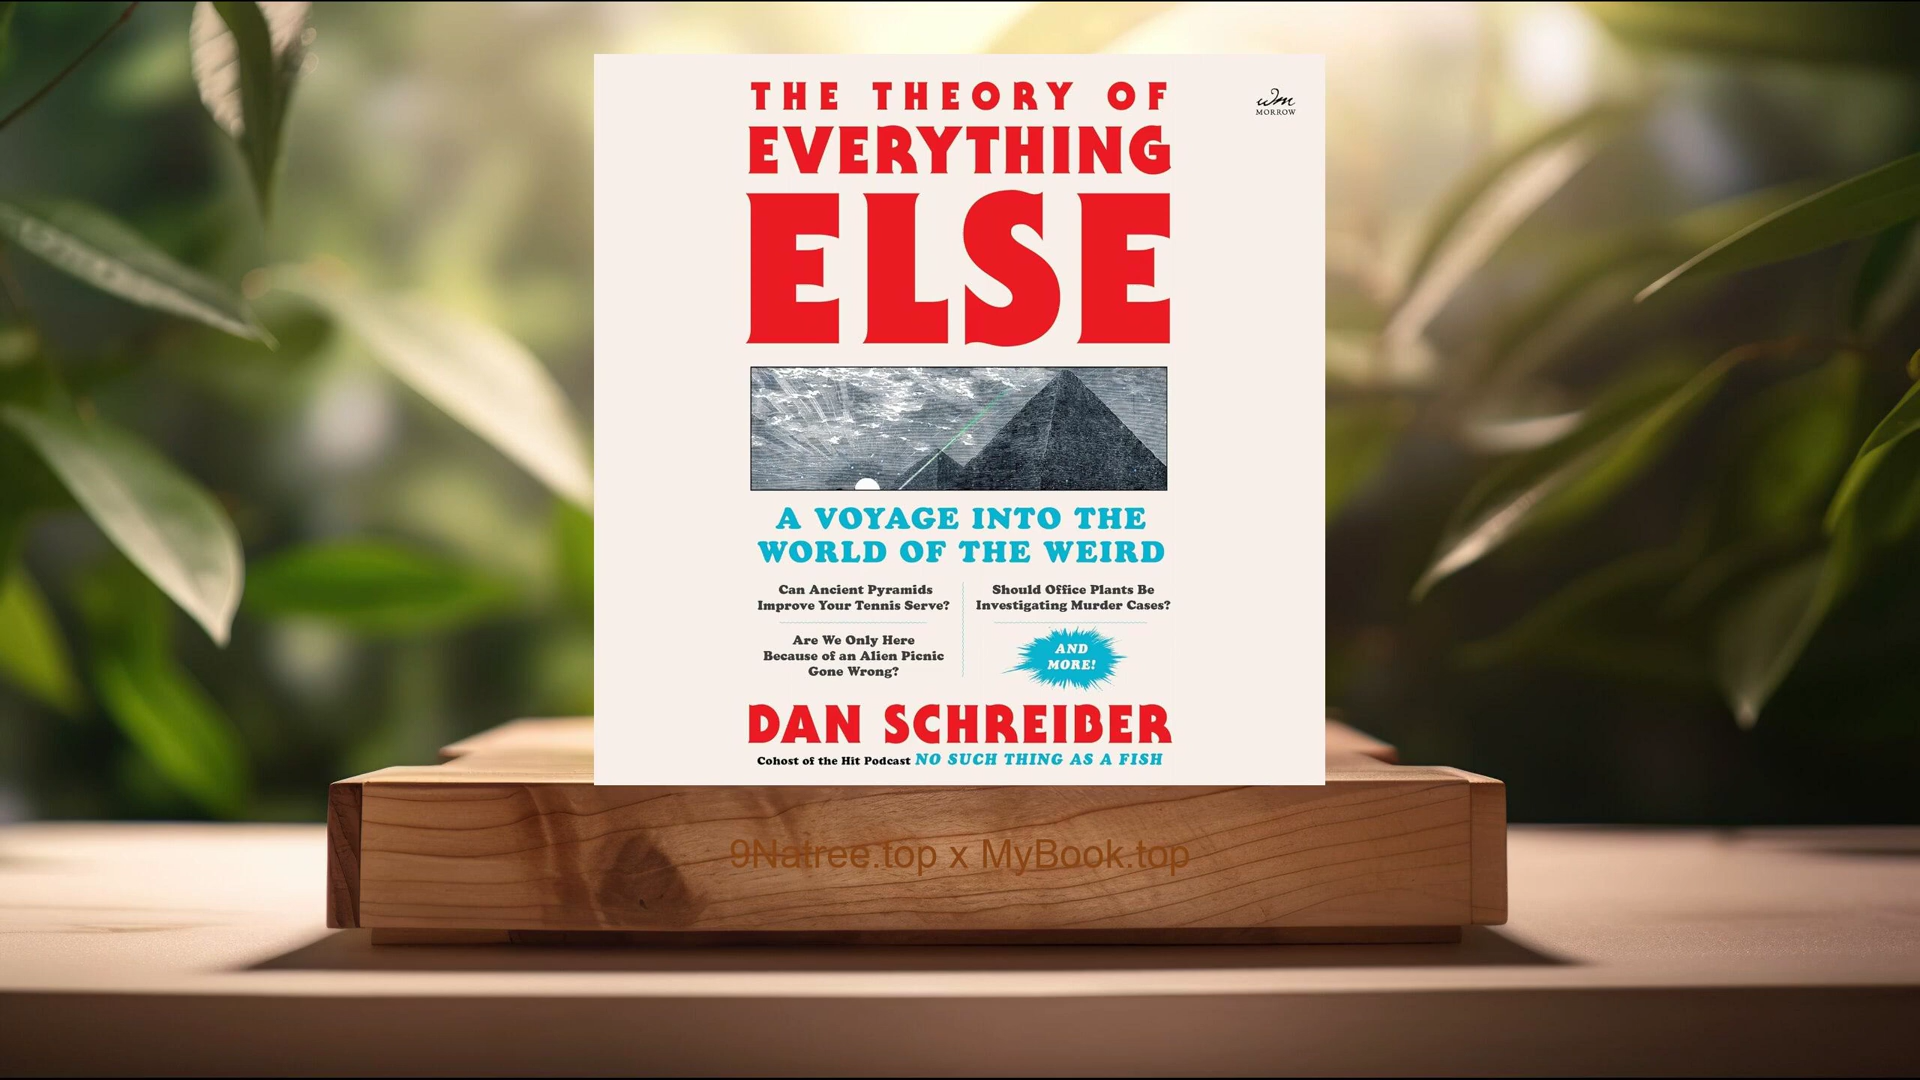 THE THEORY OF
EVERYTHING
ELSE
Wm
MORROW
A VOYAGE INTO THE
WORLD OF THE WEIRD
Can Ancient Pyramids
Improve Your Tennis Serve?
Should Office Plants Be
Investigating Murder Cases?
Are We Only Here
Because of an Alien Picnic
Gone Wrong?
AND
MORE!
DAN SCHREIBER
Cohost of the Hit Podcast NO SUCH THING AS A FISH
9Natree.top x MyBook.top